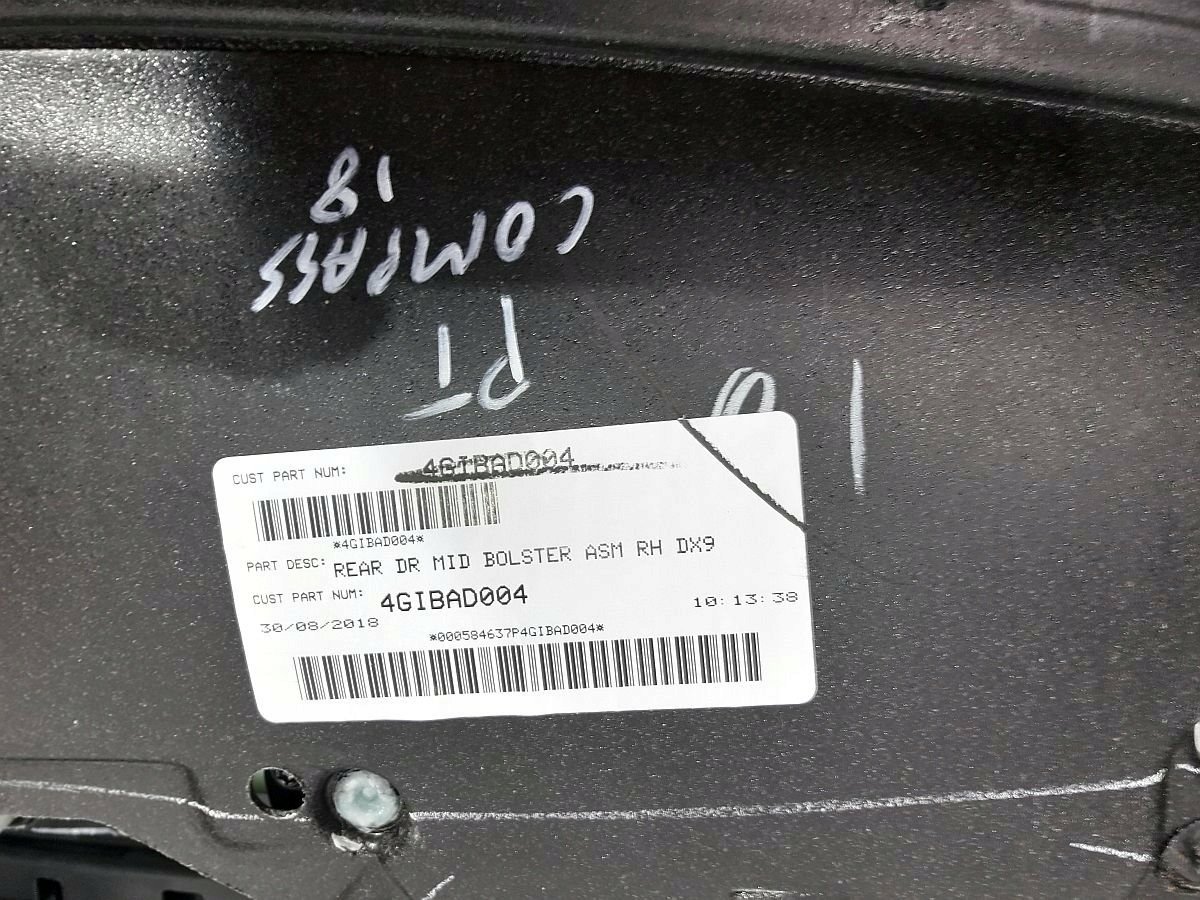 COMPASS
18
PT
CUST PART NUM: 4GIBAD004
*4GIBAD004*
PART DESC: REAR DR MID BOLSTER ASM RH DX9
CUST PART NUM: 4GIBAD004
30/08/2018 10:13:38
*000584637P4GIBAD004*